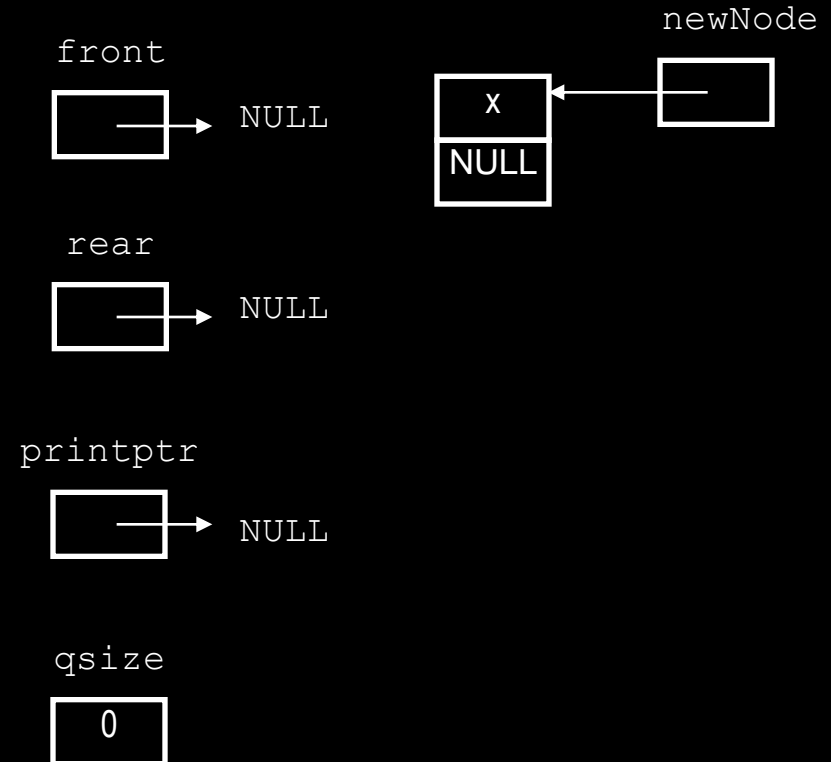 newNode
front
x
NULL
NULL
rear
NULL
printptr
NULL
qsize
0